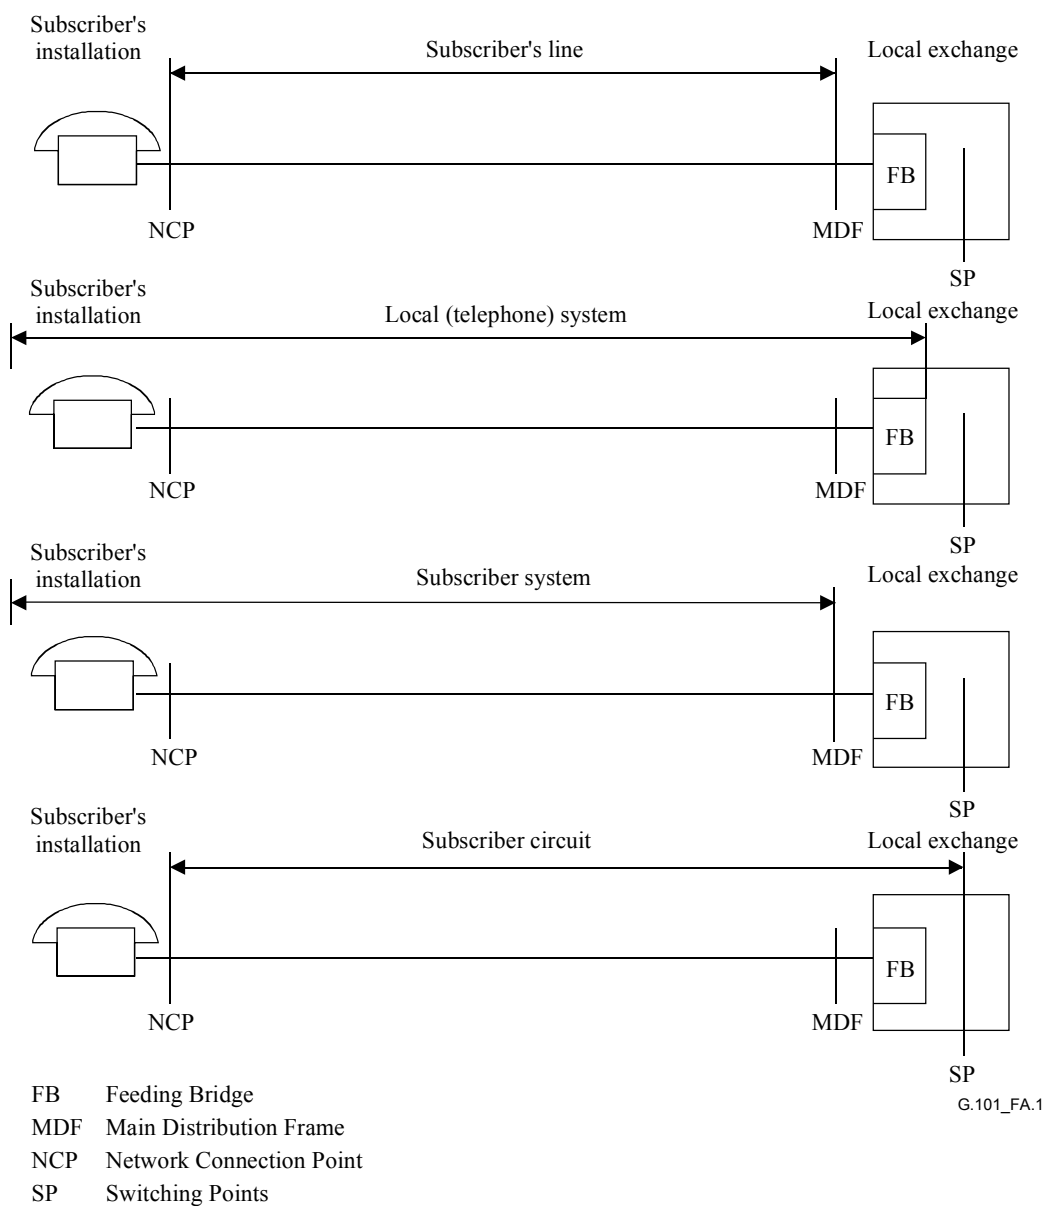 Subscriber's
installation
Subscriber's line
Local exchange
FB
NCP
MDF
SP
Subscriber's
installation
Local (telephone) system
Local exchange
FB
NCP
MDF
SP
Subscriber's
installation
Subscriber system
Local exchange
FB
NCP
MDF
SP
Subscriber's
installation
Subscriber circuit
Local exchange
FB
NCP
MDF
SP
FB Feeding Bridge
G.101_FA.1
MDF Main Distribution Frame
NCP Network Connection Point
SP Switching Points